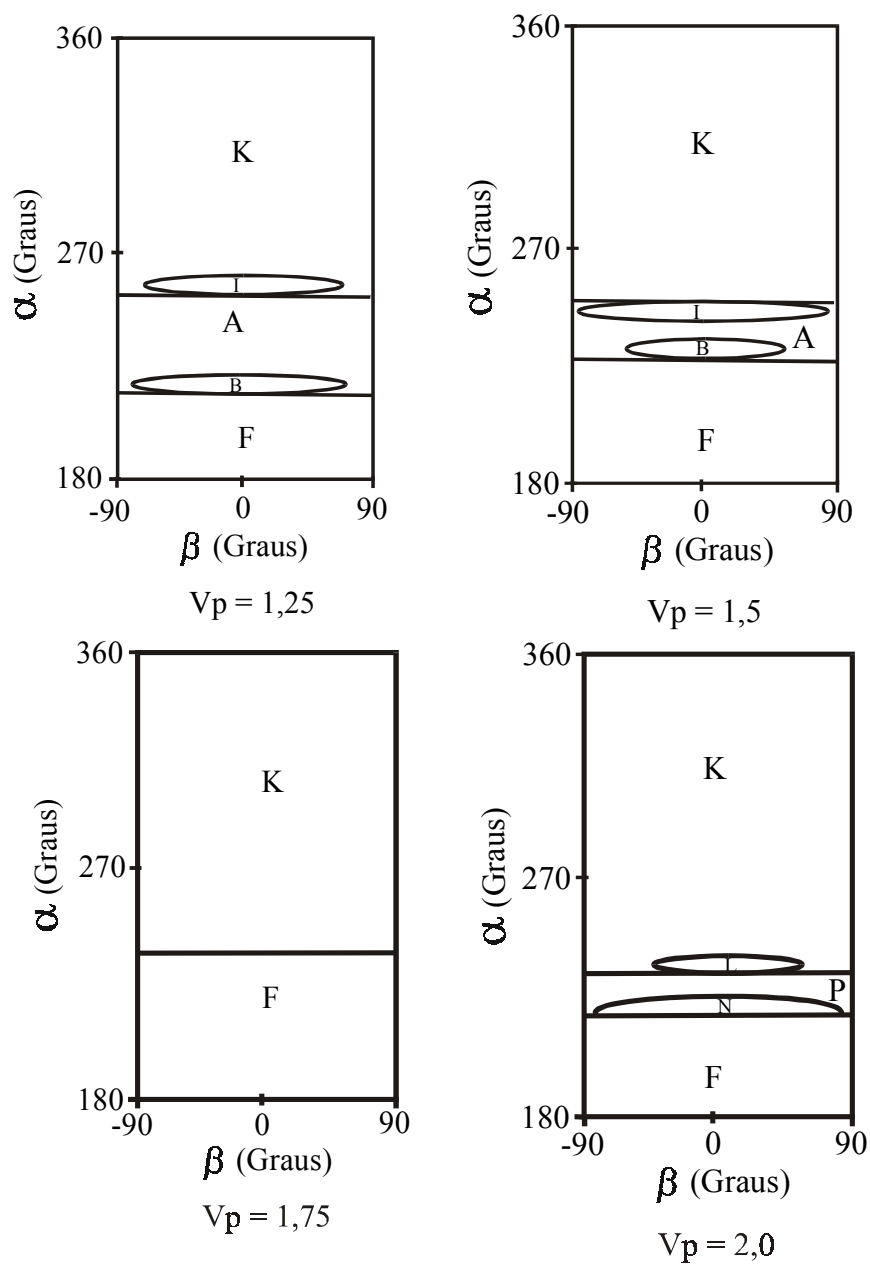 360
K
α (Graus)
270
I
A
B
F
180
-90 0 90
β (Graus)
Vp = 1,25
360
K
α (Graus)
270
I
B
A
F
180
-90 0 90
β (Graus)
Vp = 1,5
360
K
α (Graus)
270
F
180
-90 0 90
β (Graus)
Vp = 1,75
360
K
α (Graus)
270
L
P
N
F
180
-90 0 90
β (Graus)
Vp = 2,0